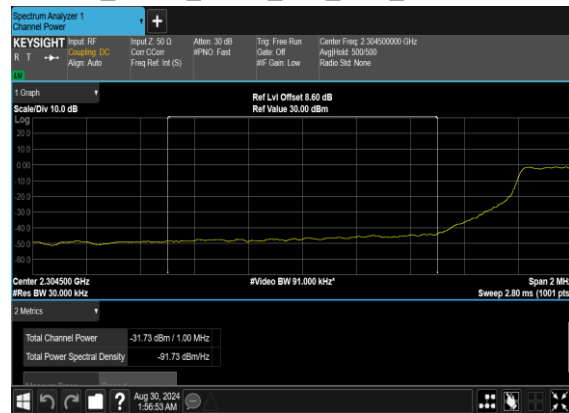 Spectrum Analyzer 1
Channel Power
+
KEYSIGHT
R T
LV
Input: RF
Coupling: DC
Align: Auto
Input Z: 50 Ω
Corr CCorr
Freq Ref: Int (S)
Atten: 30 dB
#PNO: Fast
Trig: Free Run
Gate: Off
#IF Gain: Low
Center Freq: 2.304500000 GHz
Avg|Hold: 500/500
Radio Std: None
1 Graph
Scale/Div 10.0 dB
Ref Lvl Offset 8.60 dB
Ref Value 30.00 dBm
Log
20.0
10.0
0.00
-10.0
-20.0
-30.0
-40.0
-50.0
-60.0
Center 2.304500 GHz
#Res BW 30.000 kHz
#Video BW 91.000 kHz*
Span 2 MHz
Sweep 2.80 ms (1001 pts
2 Metrics
Total Channel Power -31.73 dBm / 1.00 MHz
Total Power Spectral Density -91.73 dBm/Hz
?
Aug 30, 2024
1:56:53 AM